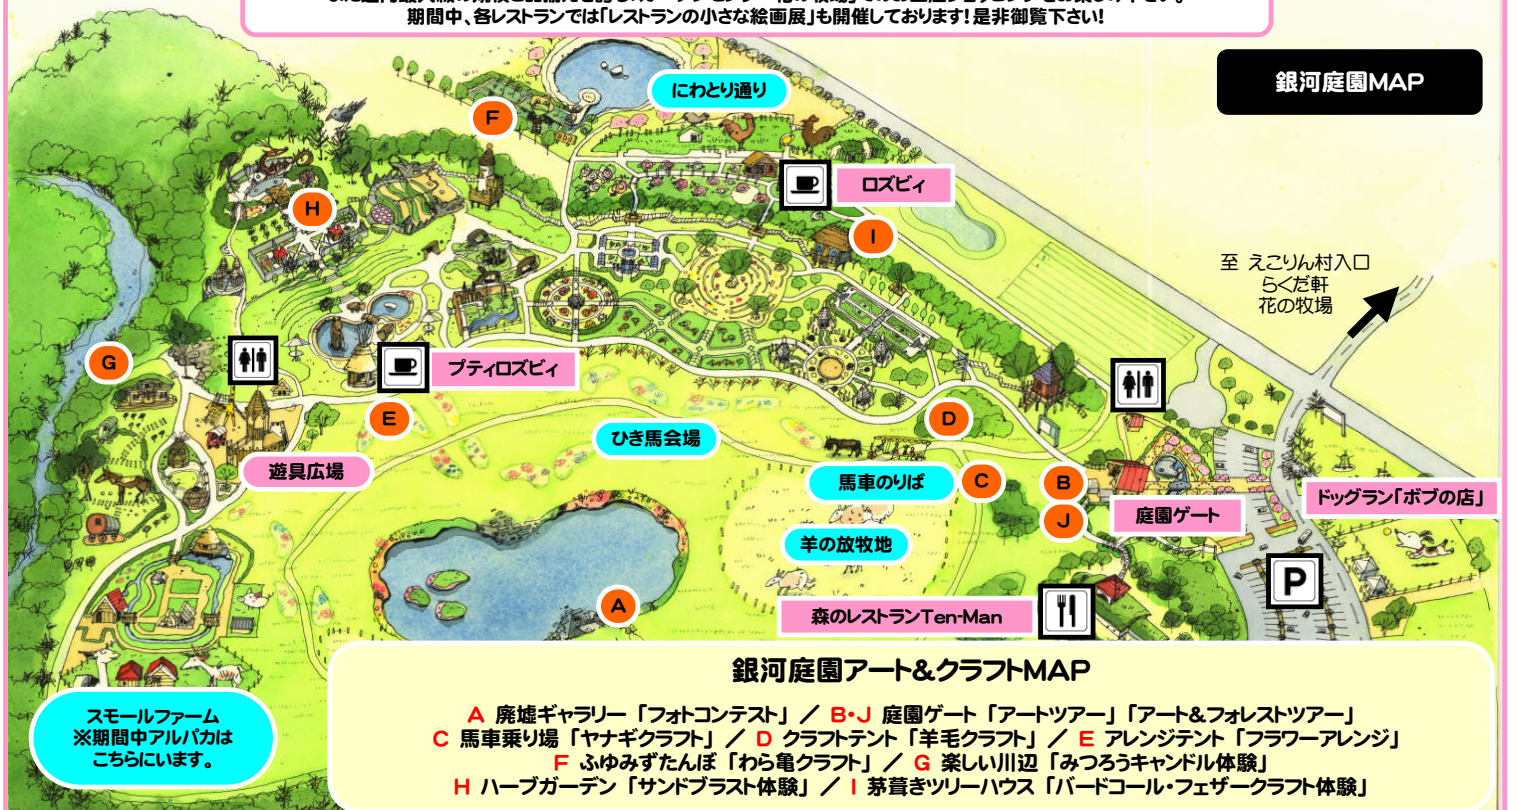 期間中、各レストランでは「レストランの小さな絵画展」も開催しております!是非御覧下さい!
銀河庭園MAP
にわとり通り
F
ロズビィ
H
I
至 えこりん村入口
らくだ軒
花の牧場
G
プティロズビィ
E
D
ひき馬会場
遊具広場
馬車のりば
C
B
J
庭園ゲート
ドッグラン「ボブの店」
羊の放牧地
P
A
森のレストランTen-Man
スモールファーム
※期間中アルパカは
こちらにいます。
銀河庭園アート&クラフトMAP
A 廃墟ギャラリー「フォトコンテスト」 / B・J 庭園ゲート「アートツアー」「アート&フォレストツアー」
C 馬車乗り場「ヤナギクラフト」 / D クラフトテント「羊毛クラフト」 / E アレンジテント「フラワーアレンジ」
F ふゆみずたんぼ「わら亀クラフト」 / G 楽しい川辺「みつろうキャンドル体験」
H ハーブガーデン「サンドブラスト体験」 / I 茅葺きツリーハウス「バードコール・フェザークラフト体験」